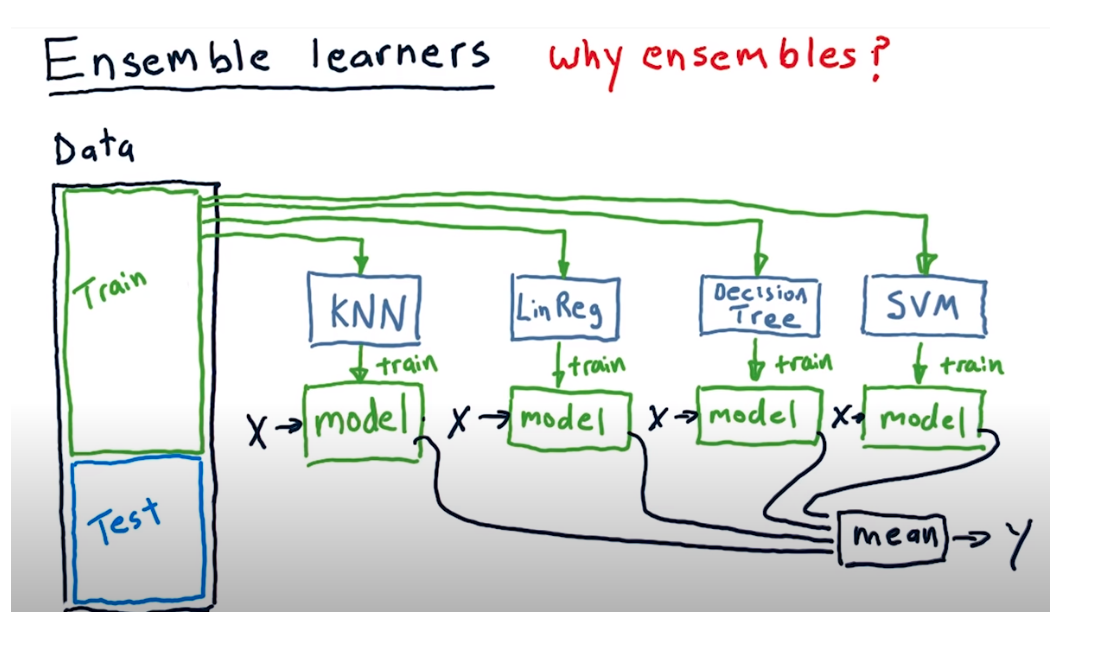 Ensemble learners why ensembles?
Data
Train
KNN
LinReg
Decision
Tree
SVM
train
train
train
train
X
model
X
model
X
model
X
model
Test
mean
Y